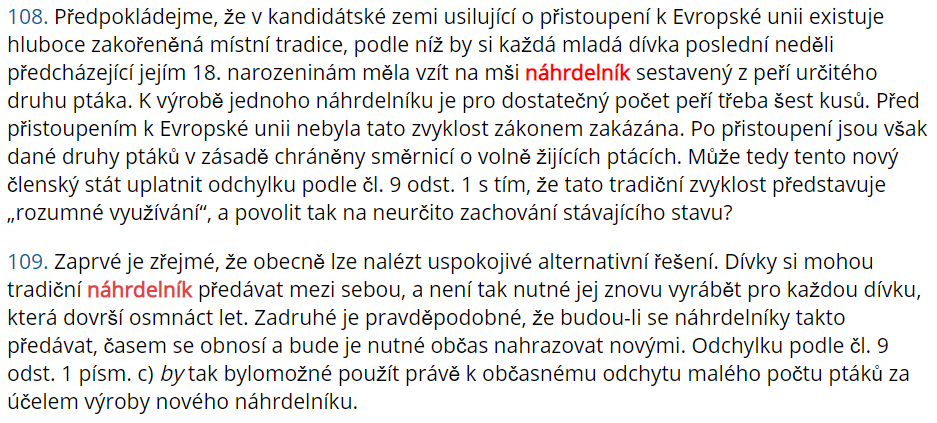 108. Předpokládejme, že v kandidátské zemi usilující o přistoupení k Evropské unii existuje
hluboce zakořeněná místní tradice, podle níž by si každá mladá dívka poslední neděli
předcházející jejím 18. narozeninám měla vzít na mši náhrdelník sestavený z peří určitého
druhu ptáka. K výrobě jednoho náhrdelníku je pro dostatečný počet peří třeba šest kusů. Před
přistoupením k Evropské unii nebyla tato zvyklost zákonem zakázána. Po přistoupení jsou však
dané druhy ptáků v zásadě chráněny směrnicí o volně žijících ptácích. Může tedy tento nový
členský stát uplatnit odchylku podle čl. 9 odst. 1 s tím, že tato tradiční zvyklost představuje
„rozumné využívání“, a povolit tak na neurčito zachování stávajícího stavu?
109. Zaprvé je zřejmé, že obecně lze nalézt uspokojivé alternativní řešení. Dívky si mohou
tradiční náhrdelník předávat mezi sebou, a není tak nutné jej znovu vyrábět pro každou dívku,
která dovrší osmnáct let. Zadruhé je pravděpodobné, že budou-li se náhrdelníky takto
předávat, časem se obnosí a bude je nutné občas nahrazovat novými. Odchylku podle čl. 9
odst. 1 písm. c) by tak bylomožné použít právě k občasnému odchytu malého počtu ptáků za
účelem výroby nového náhrdelníku.